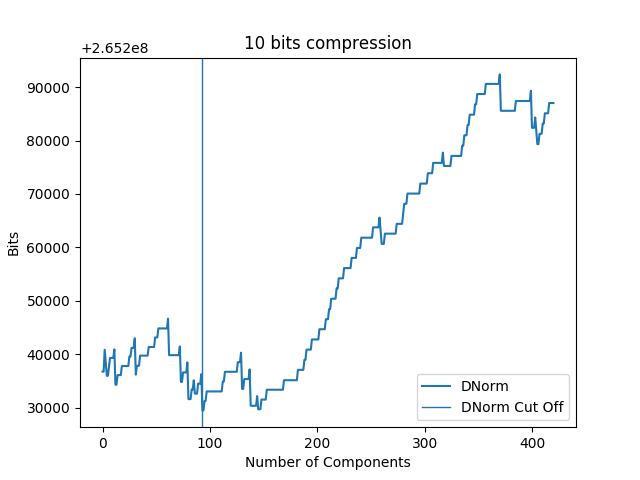 10 bits compression
+2.652e8
90000
80000
70000
60000
50000
40000
30000
Bits
0 100 200 300 400
Number of Components
DNorm
DNorm Cut Off